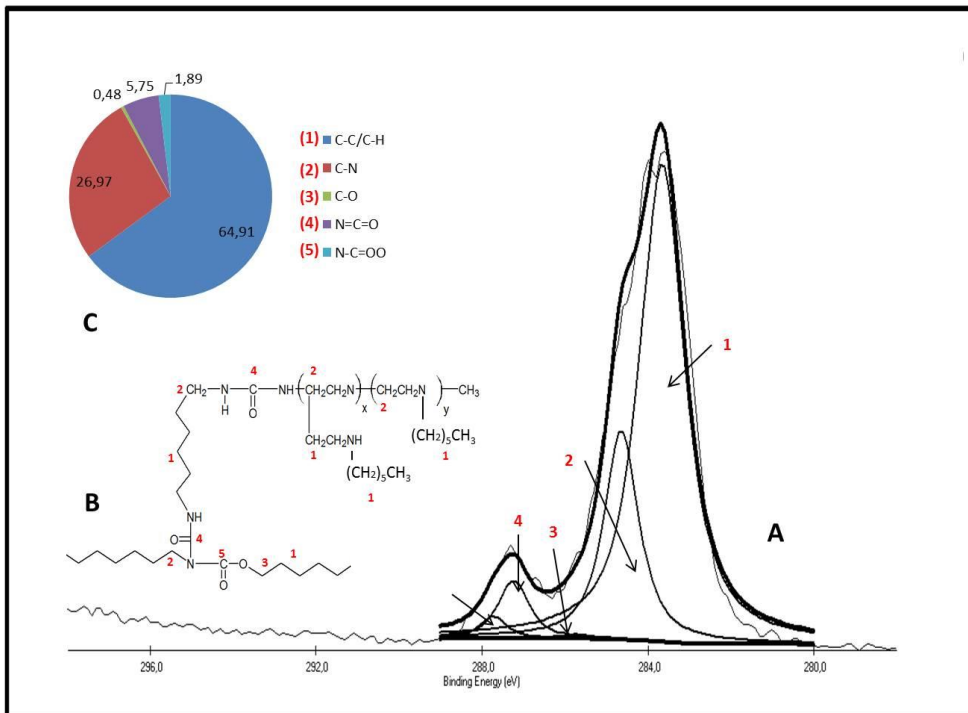 5,75
1,89
0,48
26,97
64,91
(1) C-C/C-H
(2) C-N
(3) C-O
(4) N=C=O
(5) N-C=OO
C
4
2
2 CH₂—N—C—NH—(CHCH₂N)x—(CH₂CH₂N)y—CH₃
H
O
2
CH₂CH₂NH
(CH₂)₅CH₃
1
1
(CH₂)₅CH₃
1
1
B
NH
O=C
4
2
N—C—O
5
3
1
O
A
1
2
3
4
296,0
292,0
288,0
284,0
280,0
Binding Energy (eV)